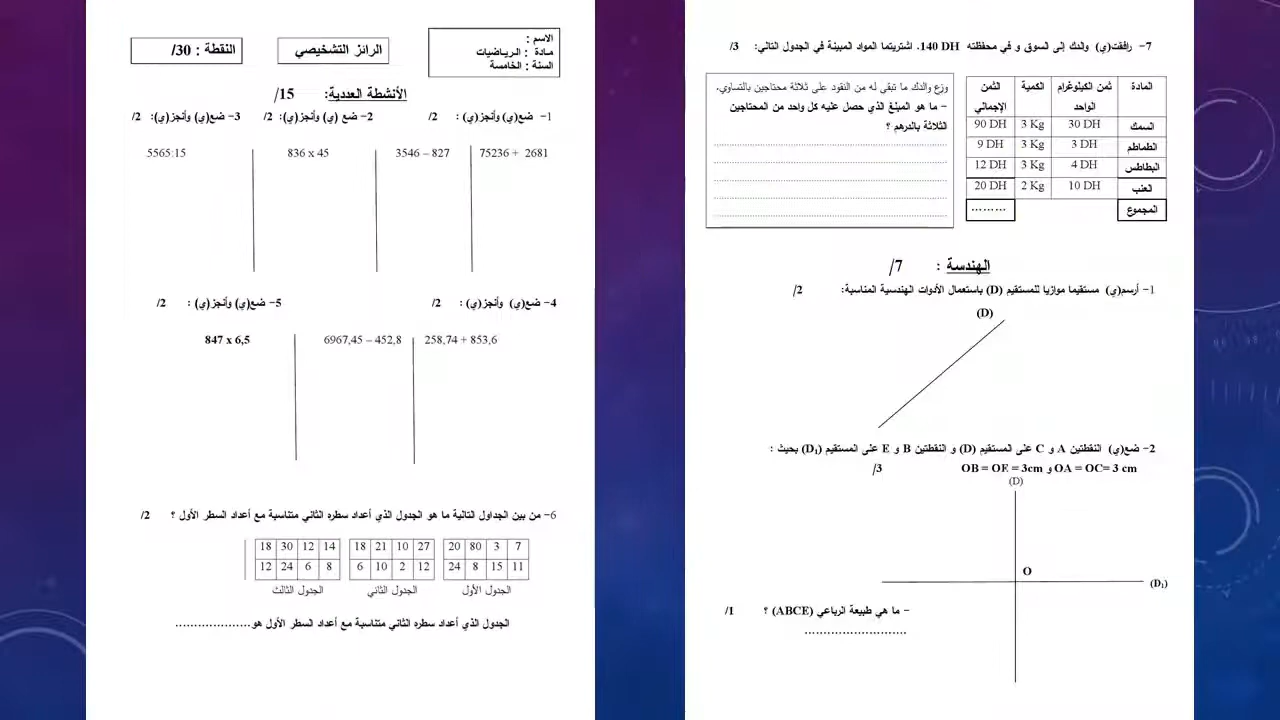 الاسم :
مـادة : الـريـاضيات
السنة : الخامسة
الرائز التشخيصي
النقطة : 30/
الأنشطة العددية: 15/
1- ضع(ي) وأنجز(ي) : 2/
2- ضع (ي) وأنجز(ي): 2/
3- ضع(ي) وأنجز(ي): 2/
75236 + 2681
3546 – 827
836 x 45
5565:15
4- ضع(ي) وأنجز(ي) : 2/
5- ضع(ي) وأنجز(ي) : 2/
258,74 + 853,6
6967,45 – 452,8
847 x 6,5
6- من بين الجداول التالية ما هو الجدول الذي أعداد سطره الثاني متناسبة مع أعداد السطر الأول ؟ 2/
20 80 3 7
24 8 15 11
الجدول الأول
18 21 10 27
6 10 2 12
الجدول الثاني
18 30 12 14
12 24 6 8
الجدول الثالث
الجدول الذي أعداد سطره الثاني متناسبة مع أعداد السطر الأول هو....................
7- رافقت(ي) والدك إلى السوق و في محفظته 140 DH. اشتريتما المواد المبينة في الجدول التالي: 3/
المادة ثمن الكيلوغرام الواحد الكمية الثمن الإجمالي
السمك 30 DH 3 Kg 90 DH
الطماطم 3 DH 3 Kg 9 DH
البطاطس 4 DH 3 Kg 12 DH
العنب 10 DH 2 Kg 20 DH
المجموع .........
وزع والدك ما تبقى له من النقود على ثلاثة محتاجين بالتساوي.
- ما هو المبلغ الذي حصل عليه كل واحد من المحتاجين
الثلاثة بالدرهم ؟
الهندسة : 7/
1- أرسم(ي) مستقيما موازيا للمستقيم (D) باستعمال الأدوات الهندسية المناسبة: 2/
(D)
2- ضع(ي) النقطتين A و C على المستقيم (D) و النقطتين B و E على المستقيم (D₁) بحيث :
OA = OC= 3 cm و OB = OE = 3cm 3/
(D)
O
(D₁)
- ما هي طبيعة الرباعي (ABCE) ؟ 1/
..........................